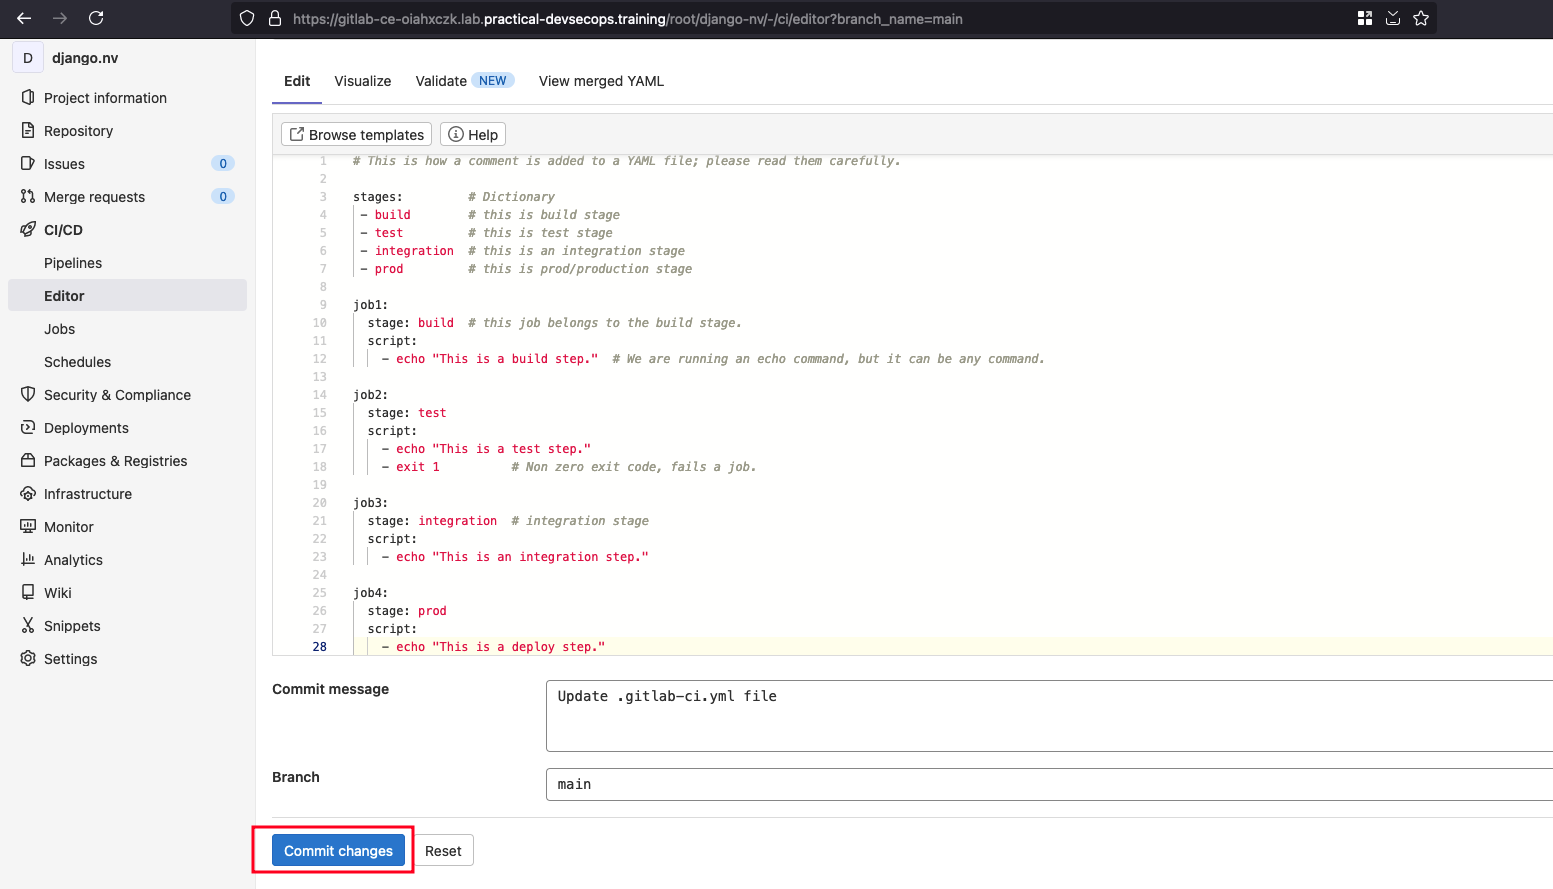 https://gitlab-ce-oiahxczk.lab.practical-devsecops.training/root/django-nv/-/ci/editor?branch_name=main
D django.nv
Project information
Repository
Issues 0
Merge requests 0
CI/CD
Pipelines
Editor
Jobs
Schedules
Security & Compliance
Deployments
Packages & Registries
Infrastructure
Monitor
Analytics
Wiki
Snippets
Settings
Edit Visualize Validate NEW View merged YAML
Browse templates Help
1 # This is how a comment is added to a YAML file; please read them carefully.
2
3 stages: # Dictionary
4 - build # this is build stage
5 - test # this is test stage
6 - integration # this is an integration stage
7 - prod # this is prod/production stage
8
9 job1:
10 stage: build # this job belongs to the build stage.
11 script:
12 - echo "This is a build step." # We are running an echo command, but it can be any command.
13
14 job2:
15 stage: test
16 script:
17 - echo "This is a test step."
18 - exit 1 # Non zero exit code, fails a job.
19
20 job3:
21 stage: integration # integration stage
22 script:
23 - echo "This is an integration step."
24
25 job4:
26 stage: prod
27 script:
28 - echo "This is a deploy step."
Commit message
Update .gitlab-ci.yml file
Branch
main
Commit changes Reset